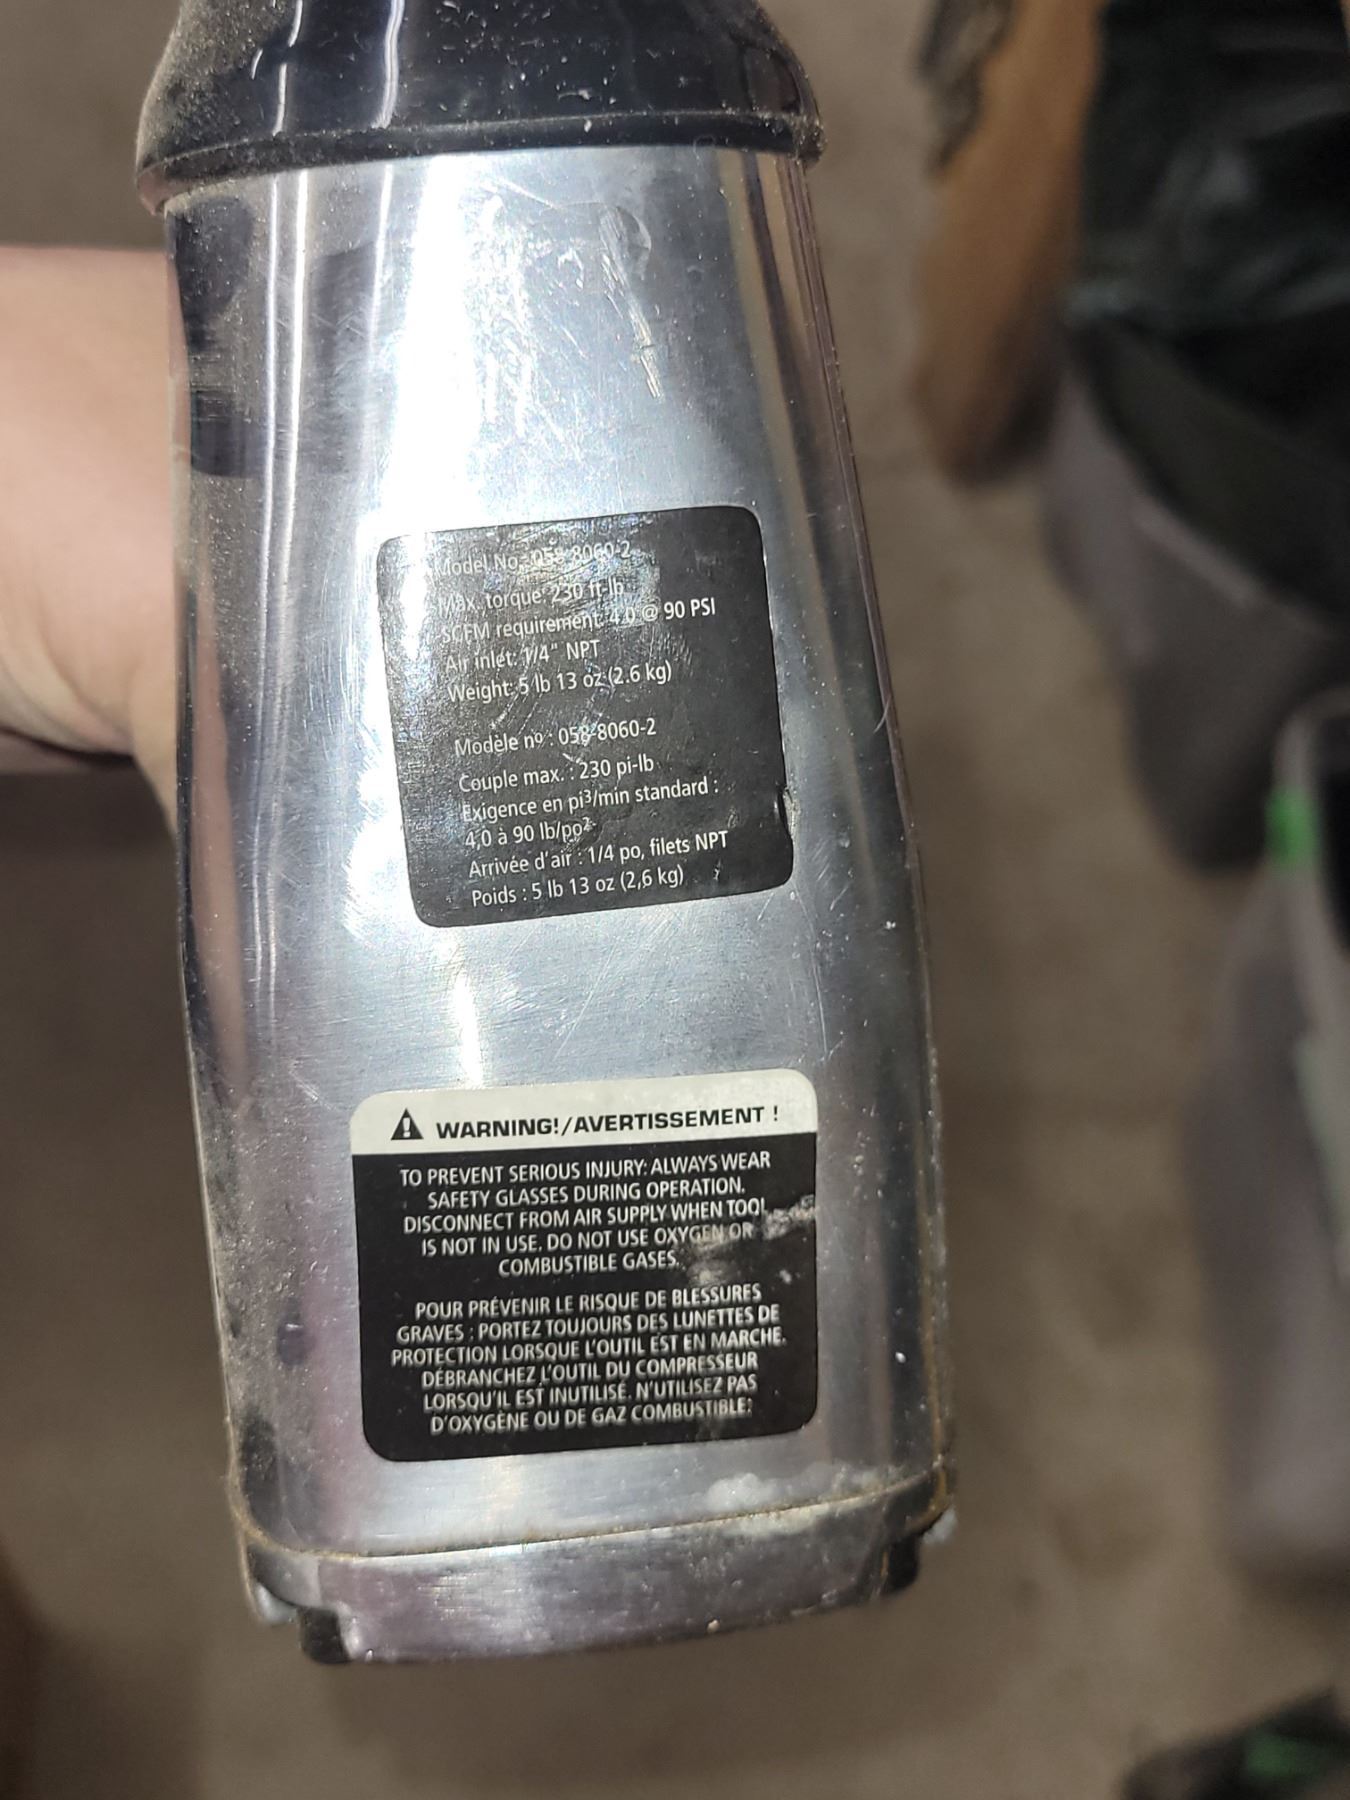 Model No.: 058-8060-2
Max. torque: 230 ft-lb
SCFM requirement: 4.0 @ 90 PSI
Air inlet: 1/4" NPT
Weight: 5 lb 13 oz (2.6 kg)
Modèle nº : 058-8060-2
Couple max. : 230 pi-lb
Exigence en pi³/min standard :
4,0 à 90 lb/po²
Arrivée d'air : 1/4 po, filets NPT
Poids : 5 lb 13 oz (2,6 kg)
WARNING!/AVERTISSEMENT !
TO PREVENT SERIOUS INJURY: ALWAYS WEAR
SAFETY GLASSES DURING OPERATION.
DISCONNECT FROM AIR SUPPLY WHEN TOOL
IS NOT IN USE. DO NOT USE OXYGEN OR
COMBUSTIBLE GASES.
POUR PRÉVENIR LE RISQUE DE BLESSURES
GRAVES : PORTEZ TOUJOURS DES LUNETTES DE
PROTECTION LORSQUE L'OUTIL EST EN MARCHE.
DÉBRANCHEZ L'OUTIL DU COMPRESSEUR
LORSQU'IL EST INUTILISÉ. N'UTILISEZ PAS
D'OXYGÈNE OU DE GAZ COMBUSTIBLE.